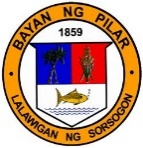 BAYAN NG PILAR
1859
LALAWIGAN NG SORSOGON